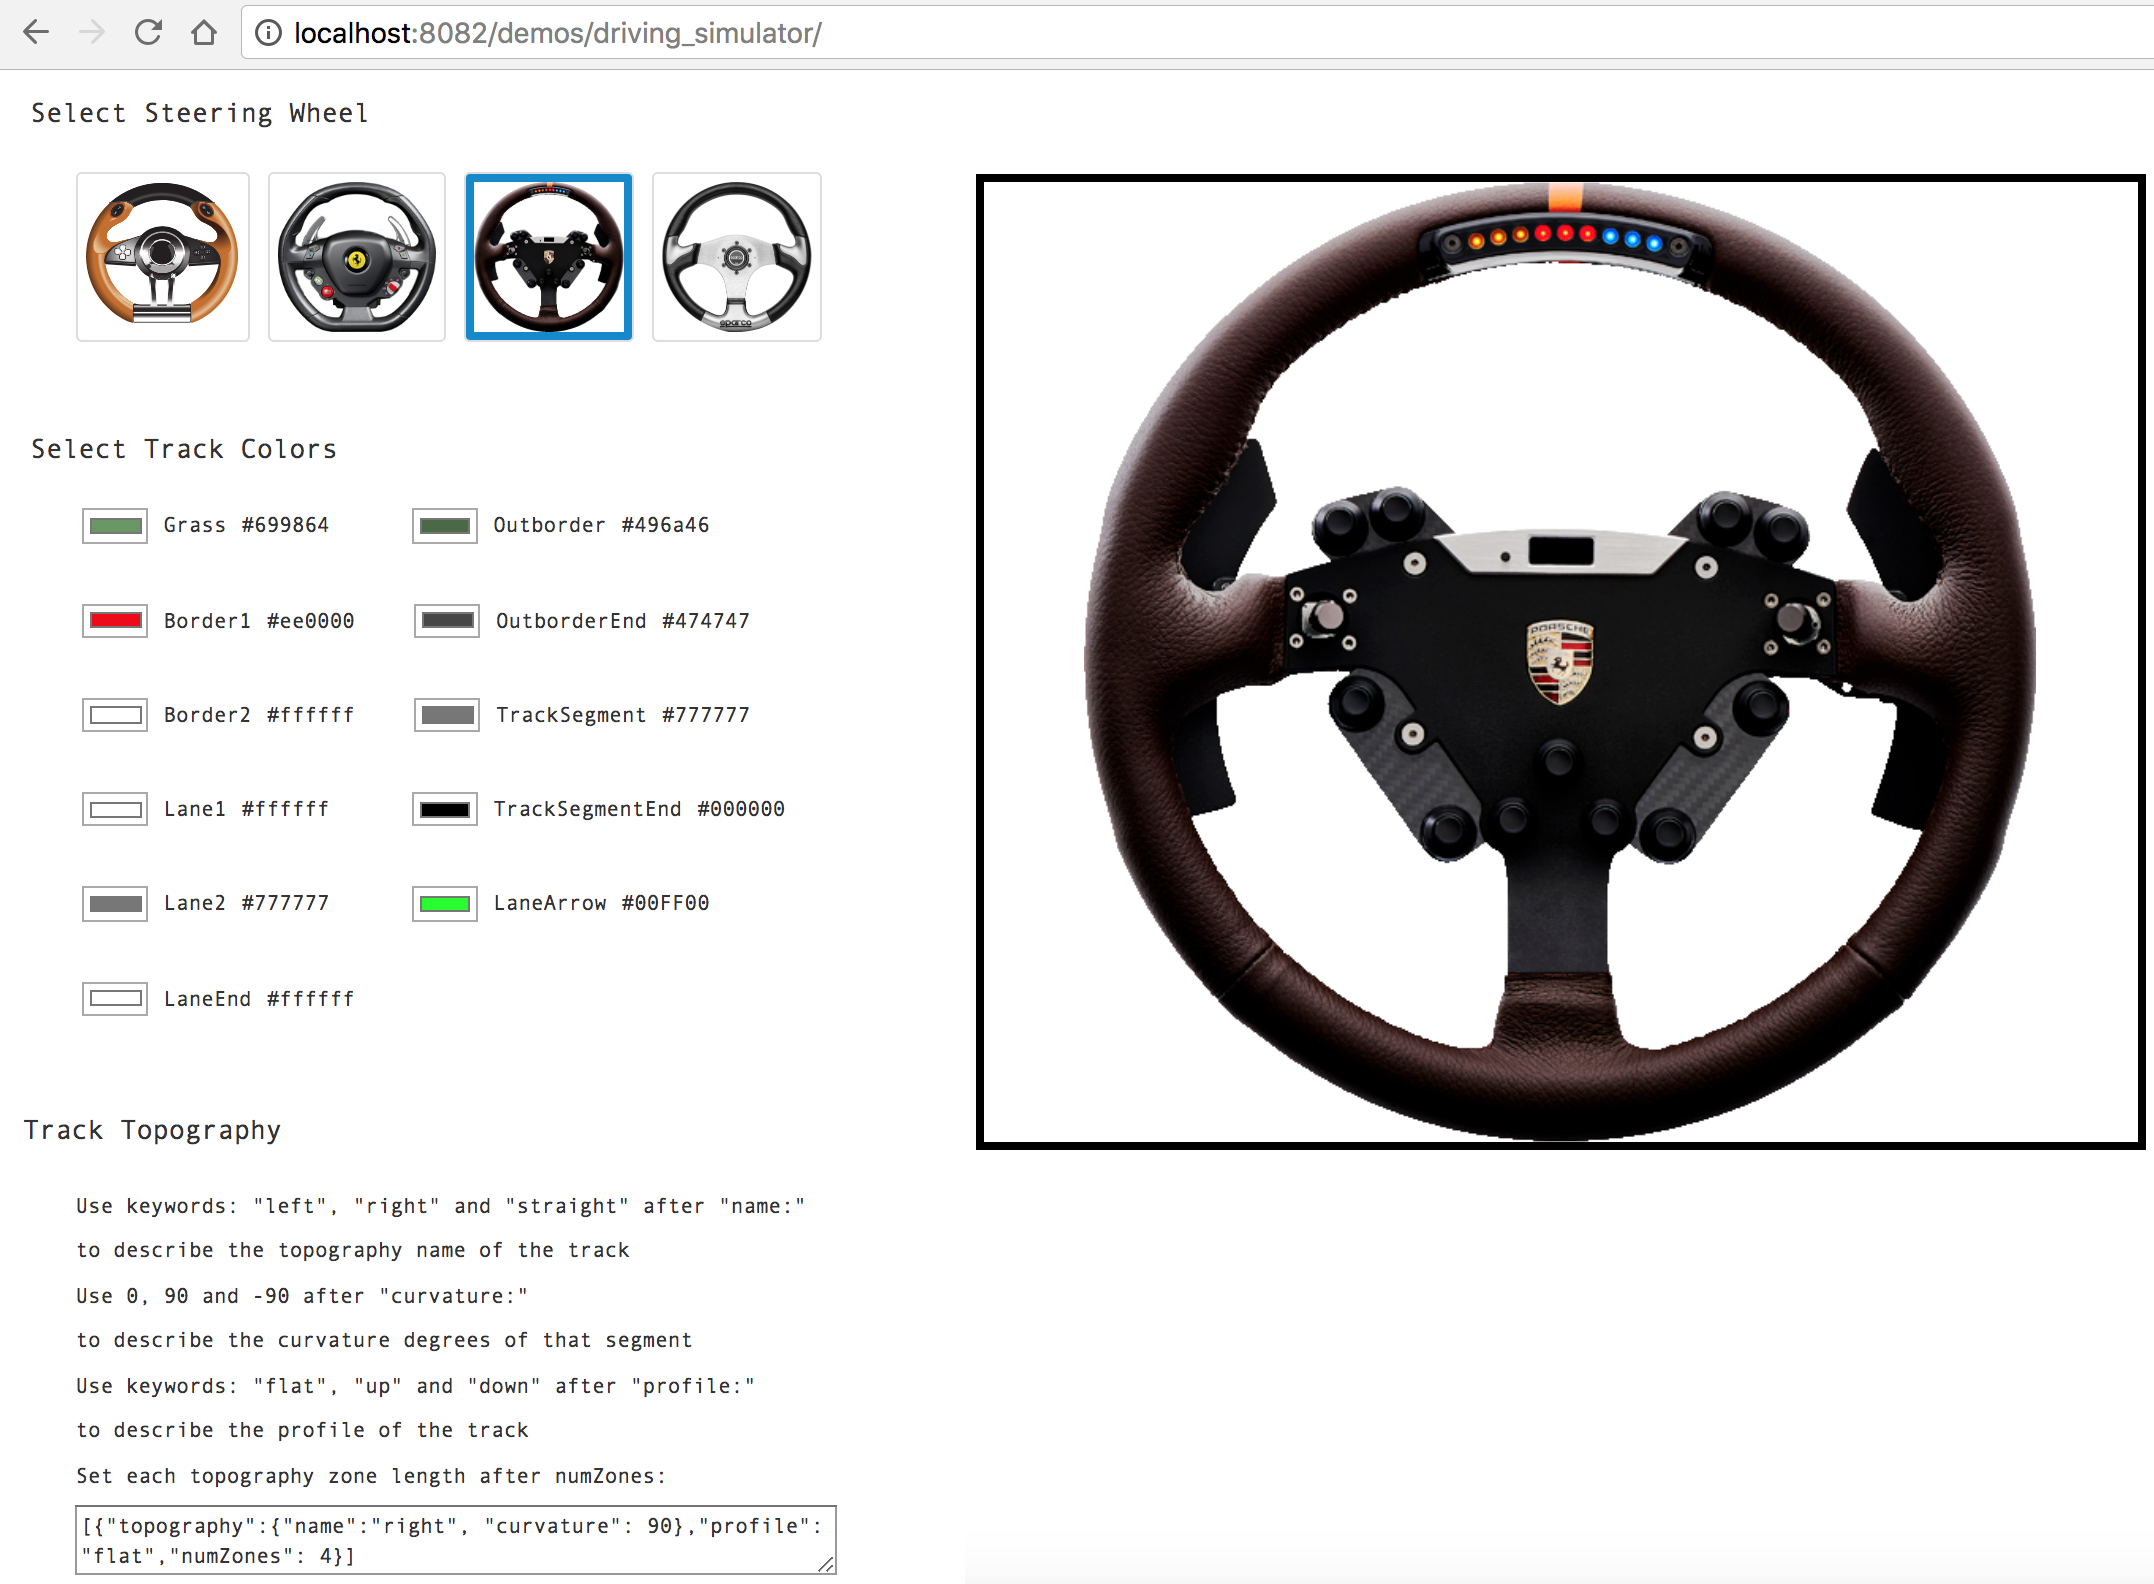 localhost:8082/demos/driving_simulator/
Select Steering Wheel
sparco
Select Track Colors
Grass #699864
Outborder #496a46
Border1 #ee0000
OutborderEnd #474747
Border2 #ffffff
TrackSegment #777777
Lane1 #ffffff
TrackSegmentEnd #000000
Lane2 #777777
LaneArrow #00FF00
LaneEnd #ffffff
PORSCHE
Track Topography
Use keywords: "left", "right" and "straight" after "name:"
to describe the topography name of the track
Use 0, 90 and -90 after "curvature:"
to describe the curvature degrees of that segment
Use keywords: "flat", "up" and "down" after "profile:"
to describe the profile of the track
Set each topography zone length after numZones:
[{"topography":{"name":"right", "curvature": 90},"profile":
"flat","numZones": 4}]